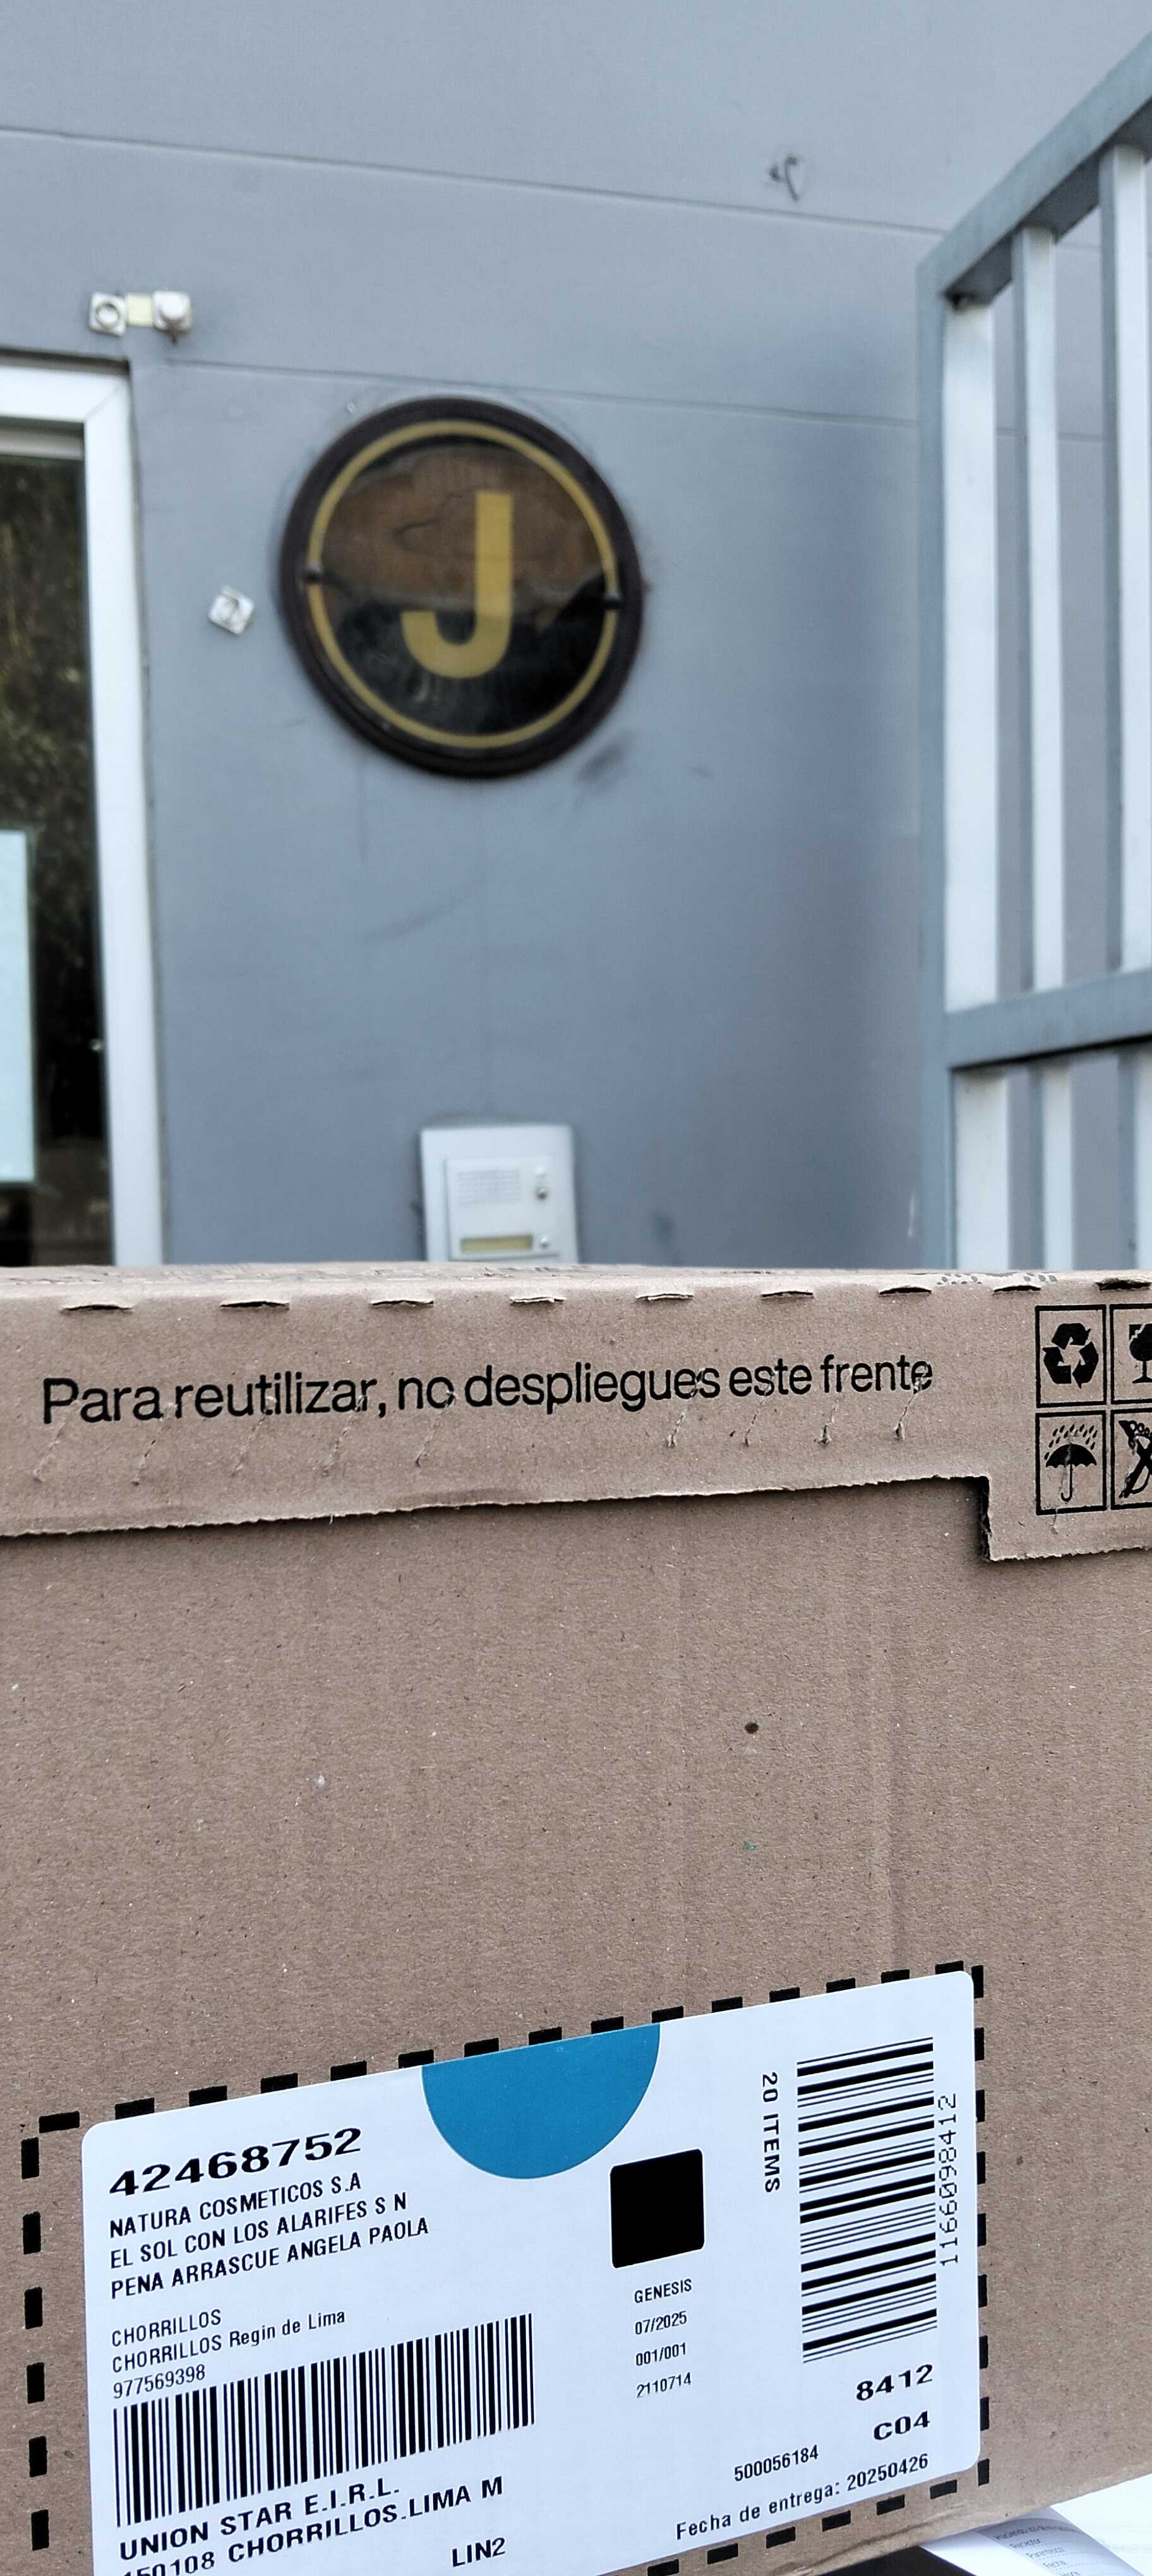 J
Para reutilizar, no despliegues este frente
42468752
NATURA COSMETICOS S.A
EL SOL CON LOS ALARIFES S N
PENA ARRASCUE ANGELA PAOLA
CHORRILLOS
CHORRILLOS Regin de Lima
977569398
UNION STAR E.I.R.L.
150108 CHORRILLOS.LIMA M
LIN2
GENESIS
07/2025
001/001
2110714
20 ITEMS
1166098412
8412
C04
500056184
Fecha de entrega: 20250426